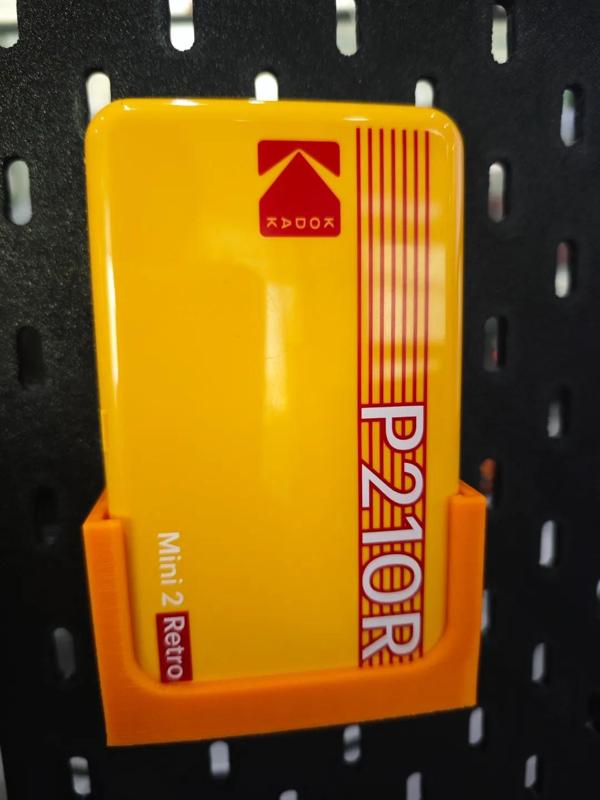 KODAK
P210R
Mini 2 Retro